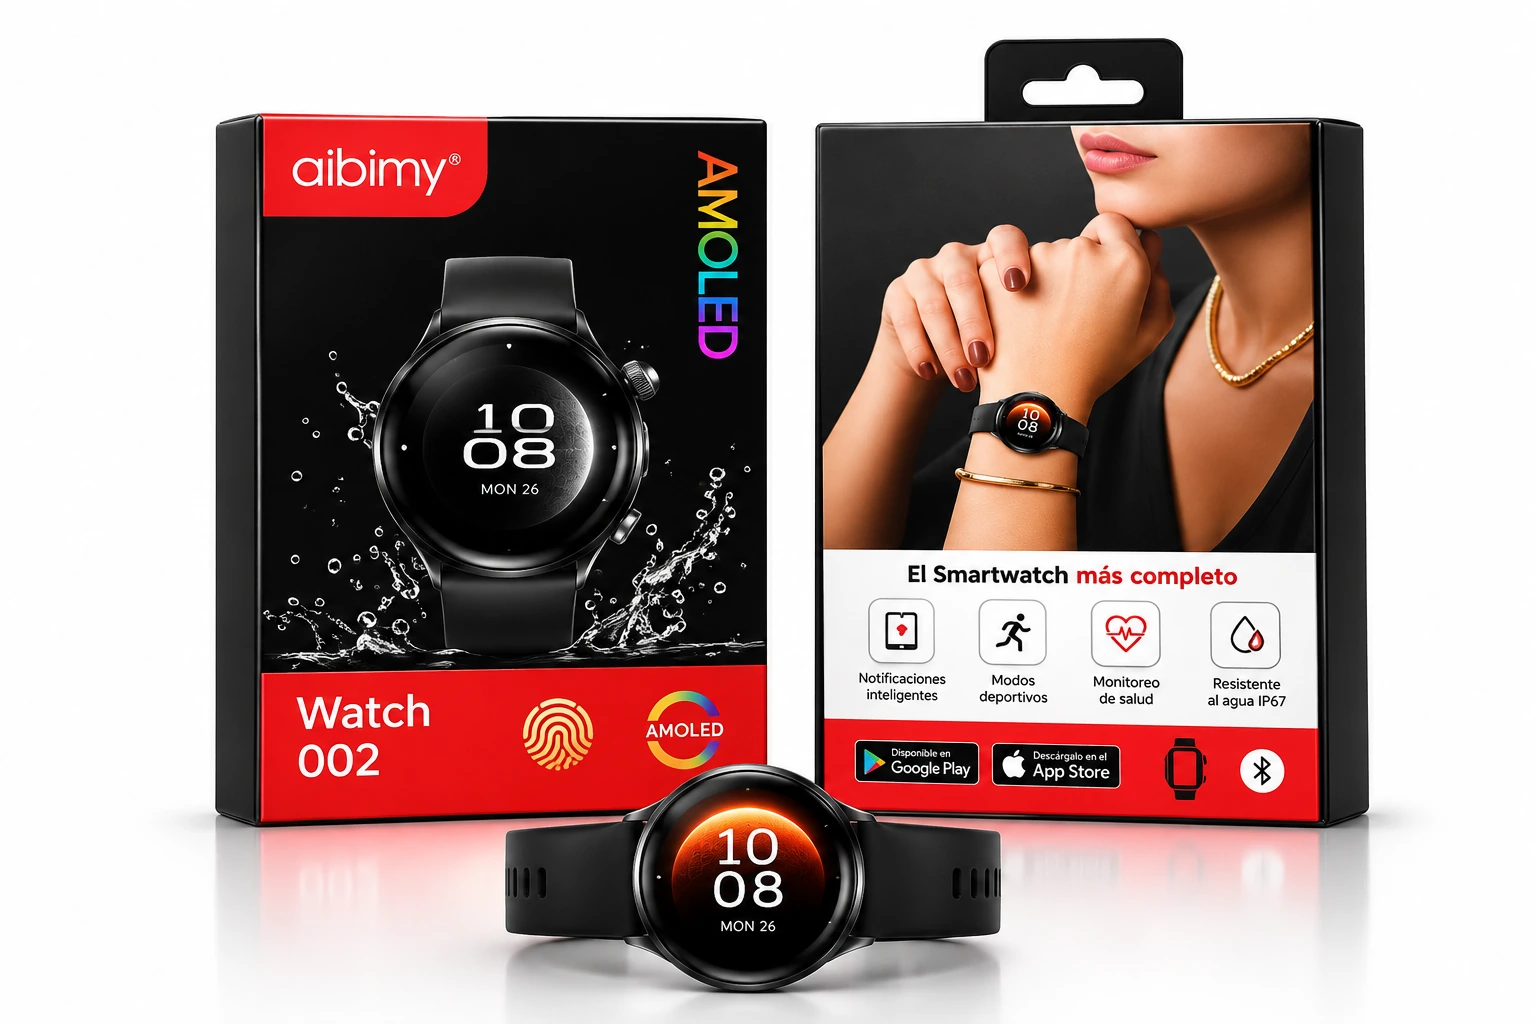 aibimy®
AMOLED
10
08
MON 26
Watch
002
AMOLED
10
08
El Smartwatch más completo
Notificaciones
inteligentes
Modos
deportivos
Monitoreo
de salud
Resistente
al agua IP67
Disponible en
Google Play
Descárgalo en el
App Store
10
08
MON 26